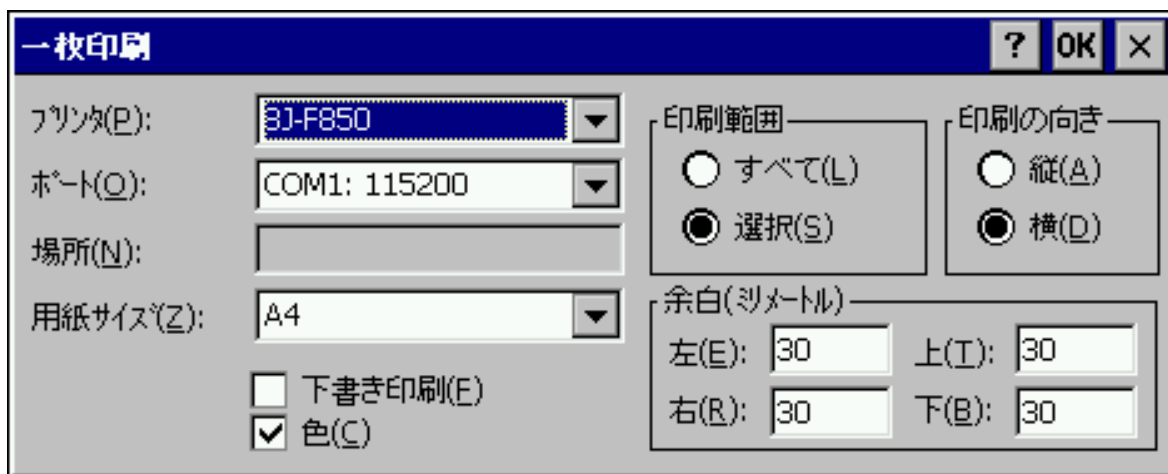 一枚印刷 ? OK ×
プリンタ(P): BJ-F850
ポート(O): COM1: 115200
場所(N):
用紙サイズ(Z): A4
下書き印刷(F)
色(C)
印刷範囲
すべて(L)
選択(S)
印刷の向き
縦(A)
横(D)
余白(ミリメートル)
左(E): 30 上(T): 30
右(R): 30 下(B): 30